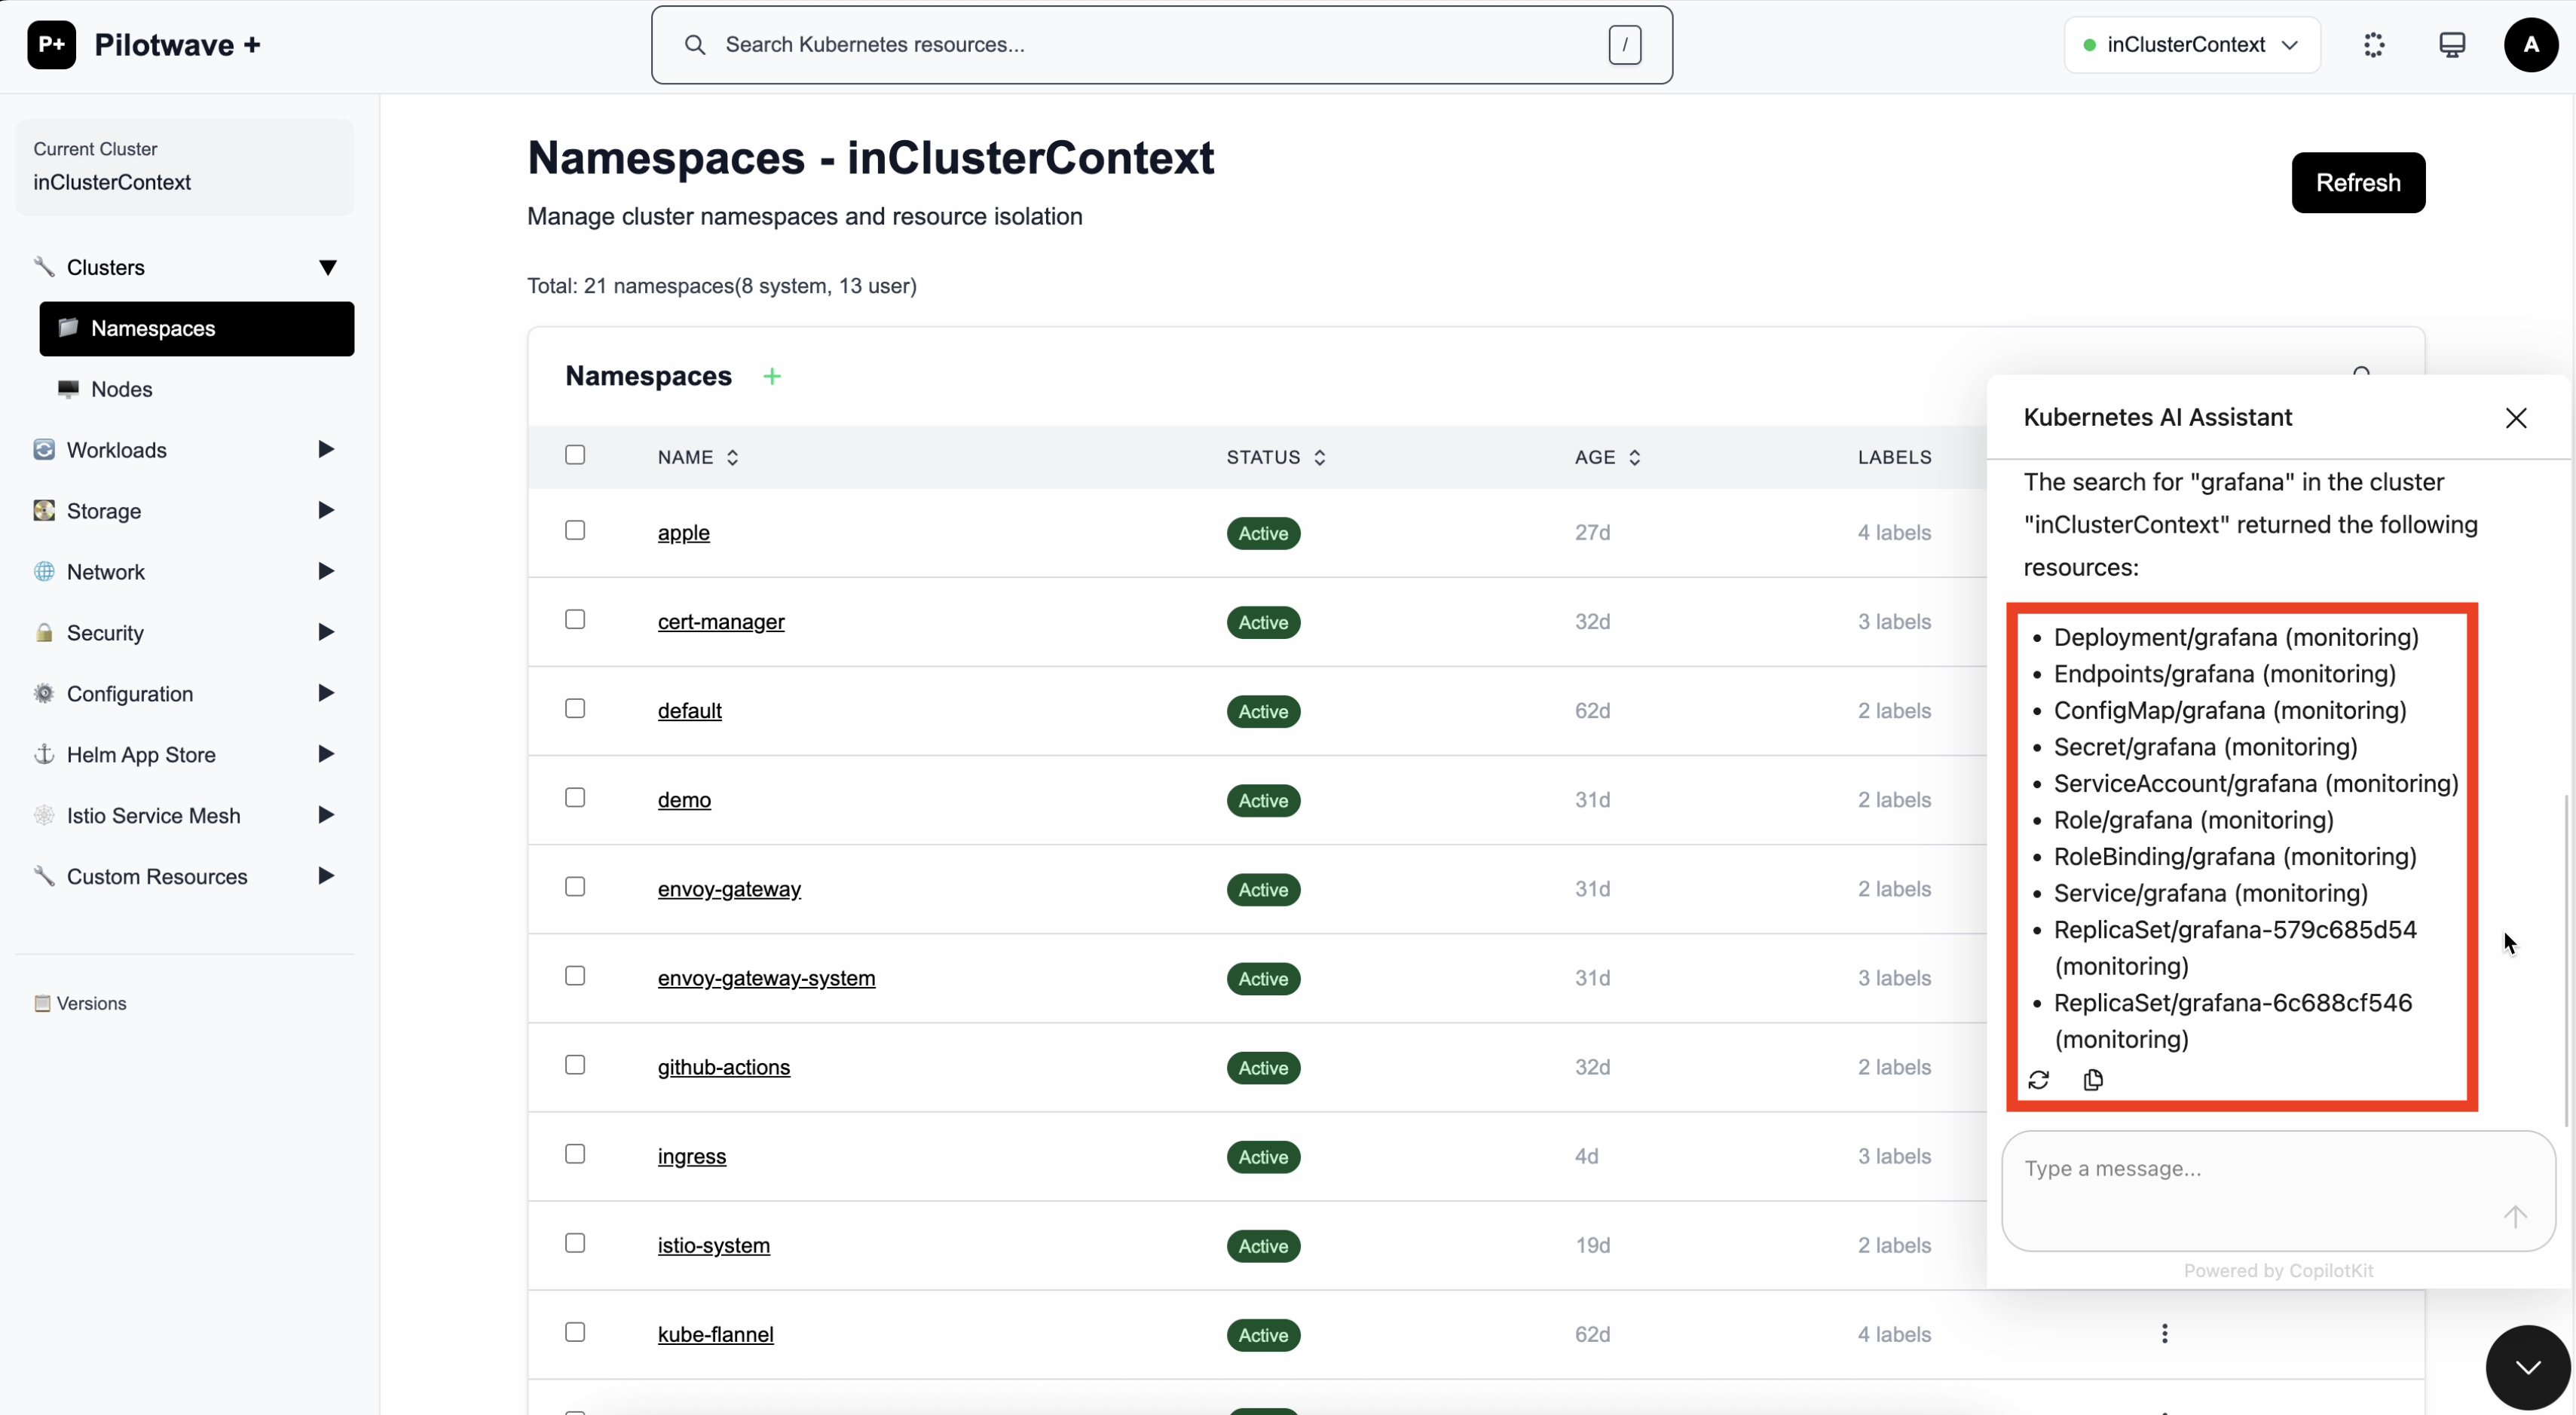 P+ Pilotwave +
Search Kubernetes resources... /
inClusterContext
A
Current Cluster
inClusterContext
Clusters
Namespaces
Nodes
Workloads
Storage
Network
Security
Configuration
Helm App Store
Istio Service Mesh
Custom Resources
Versions
Namespaces - inClusterContext
Manage cluster namespaces and resource isolation
Refresh
Total: 21 namespaces(8 system, 13 user)
Namespaces +
NAME STATUS AGE LABELS
apple Active 27d 4 labels
cert-manager Active 32d 3 labels
default Active 62d 2 labels
demo Active 31d 2 labels
envoy-gateway Active 31d 2 labels
envoy-gateway-system Active 31d 3 labels
github-actions Active 32d 2 labels
ingress Active 4d 3 labels
istio-system Active 19d 2 labels
kube-flannel Active 62d 4 labels
Kubernetes AI Assistant
The search for "grafana" in the cluster
"inClusterContext" returned the following
resources:
• Deployment/grafana (monitoring)
• Endpoints/grafana (monitoring)
• ConfigMap/grafana (monitoring)
• Secret/grafana (monitoring)
• ServiceAccount/grafana (monitoring)
• Role/grafana (monitoring)
• RoleBinding/grafana (monitoring)
• Service/grafana (monitoring)
• ReplicaSet/grafana-579c685d54
(monitoring)
• ReplicaSet/grafana-6c688cf546
(monitoring)
Type a message...
Powered by CopilotKit